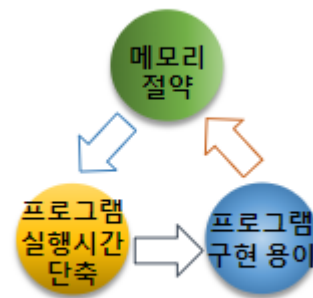 메모리
절약
프로그램
실행시간
단축
프로그램
구현 용이